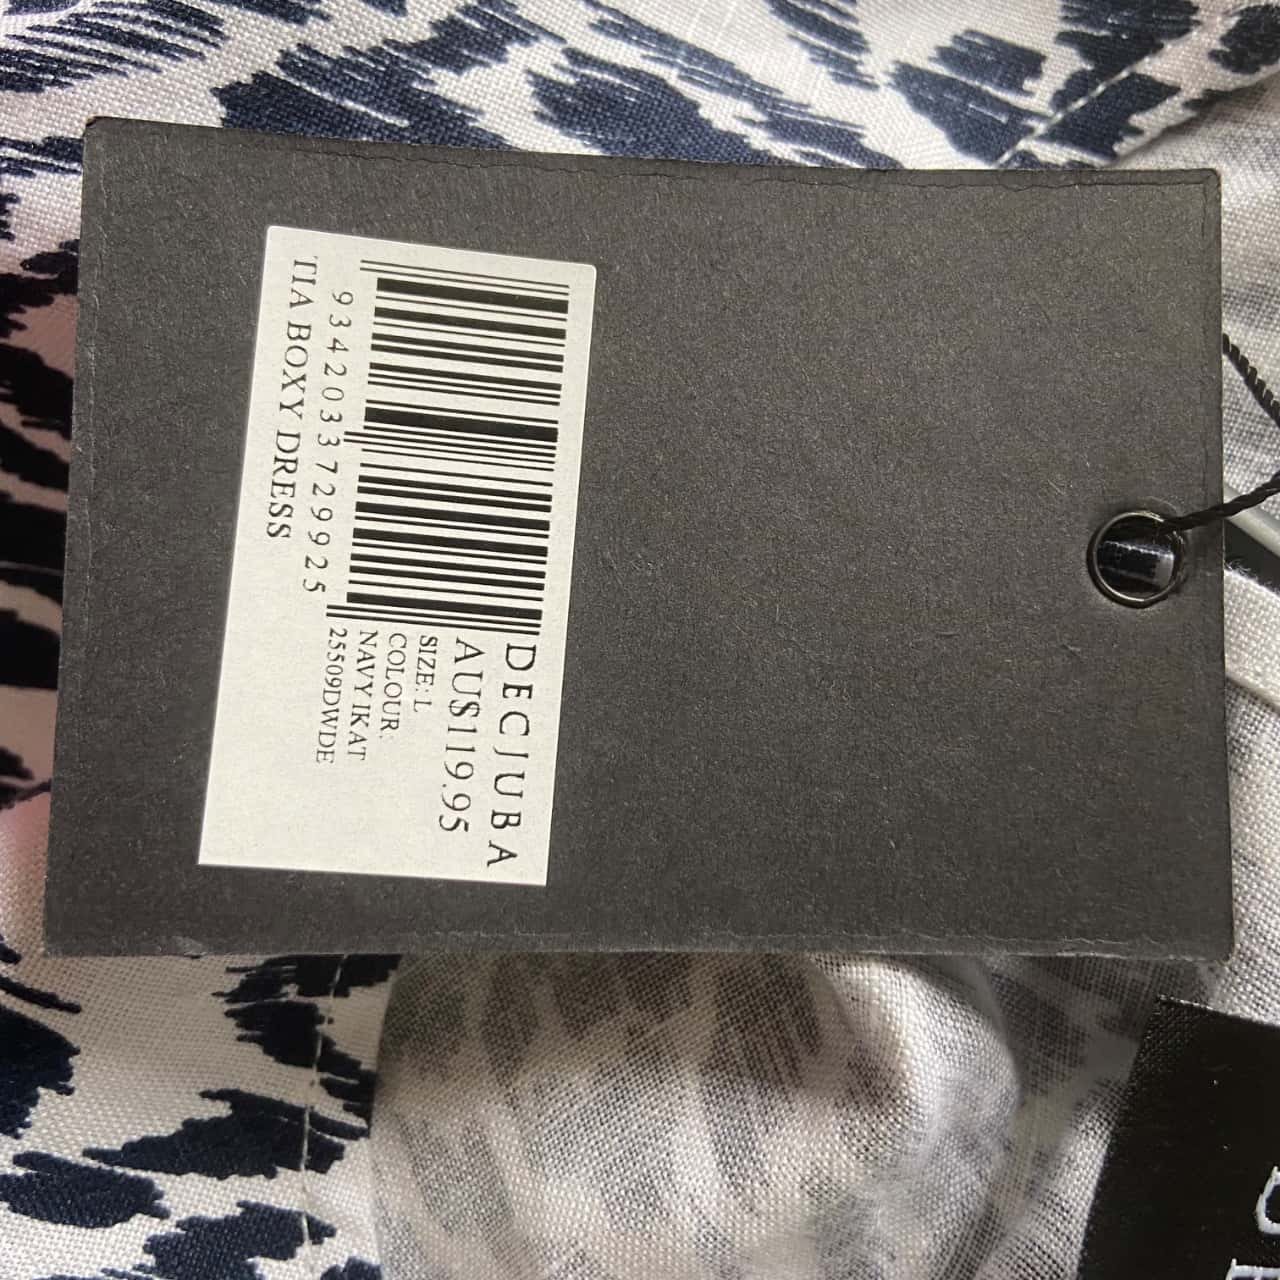 DECJUBA
AU$119.95
SIZE: L
COLOUR:
NAVY IKAT
25509DWDE
9342033729925
TIA BOXY DRESS